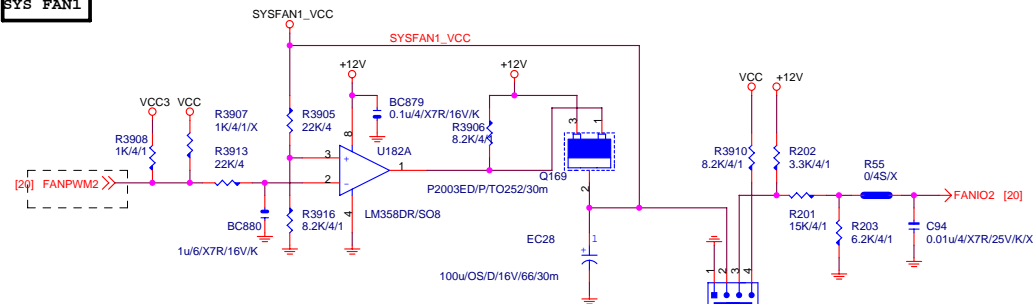 SYS FAN1
SYSFAN1_VCC
SYSFAN1_VCC
+12V
+12V
VCC
+12V
VCC3
VCC
R3907
1K/4/1/X
R3905
22K/4
BC879
0.1u/4/X7R/16V/K
R3906
8.2K/4/1
3
1
R3908
1K/4/1
R3913
22K/4
8
U182A
3
+
1
2
−
4
LM358DR/SO8
Q169
2
P2003ED/P/TO252/30m
R3910
8.2K/4/1
R202
3.3K/4/1
R55
0/4S/X
[20]
FANPWM2
FANIO2
[20]
BC880
1u/6/X7R/16V/K
R3916
8.2K/4/1
EC28
+
1
100u/OS/D/16V/66/30m
R201
15K/4/1
R203
6.2K/4/1
C94
0.01u/4/X7R/25V/K/X
1
2
3
4